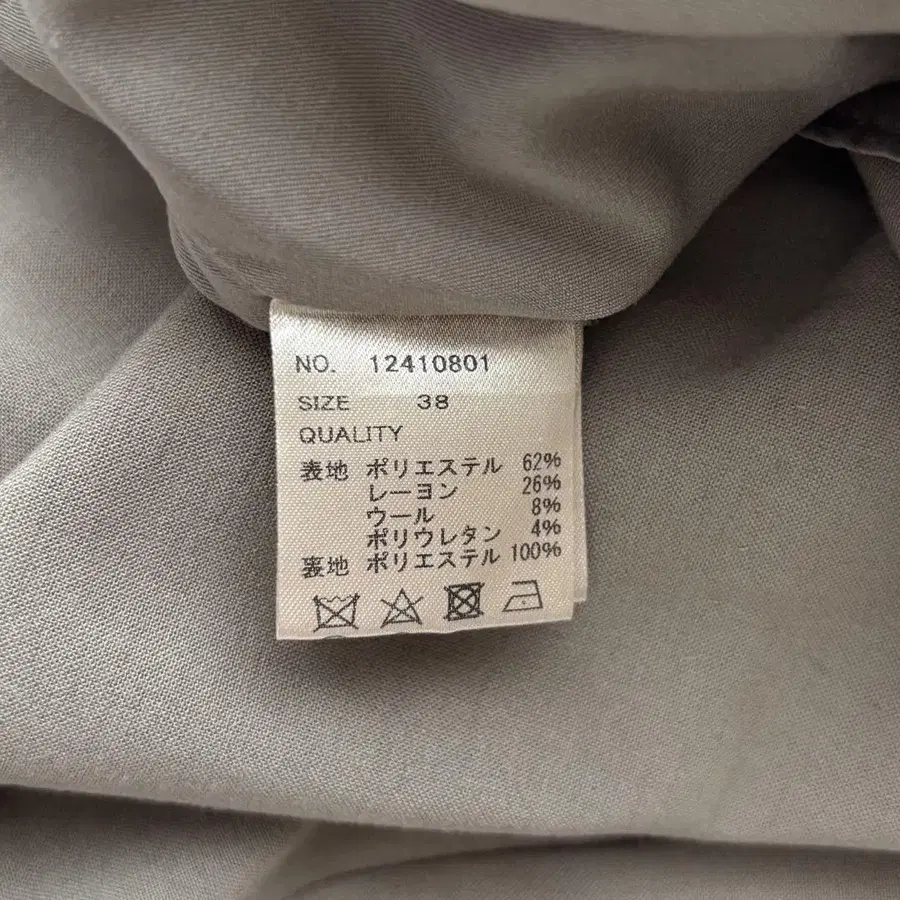 NO. 12410801
SIZE 38
QUALITY
表地 ポリエステル 62%
レーヨン 26%
ウール 8%
ポリウレタン 4%
裏地 ポリエステル 100%